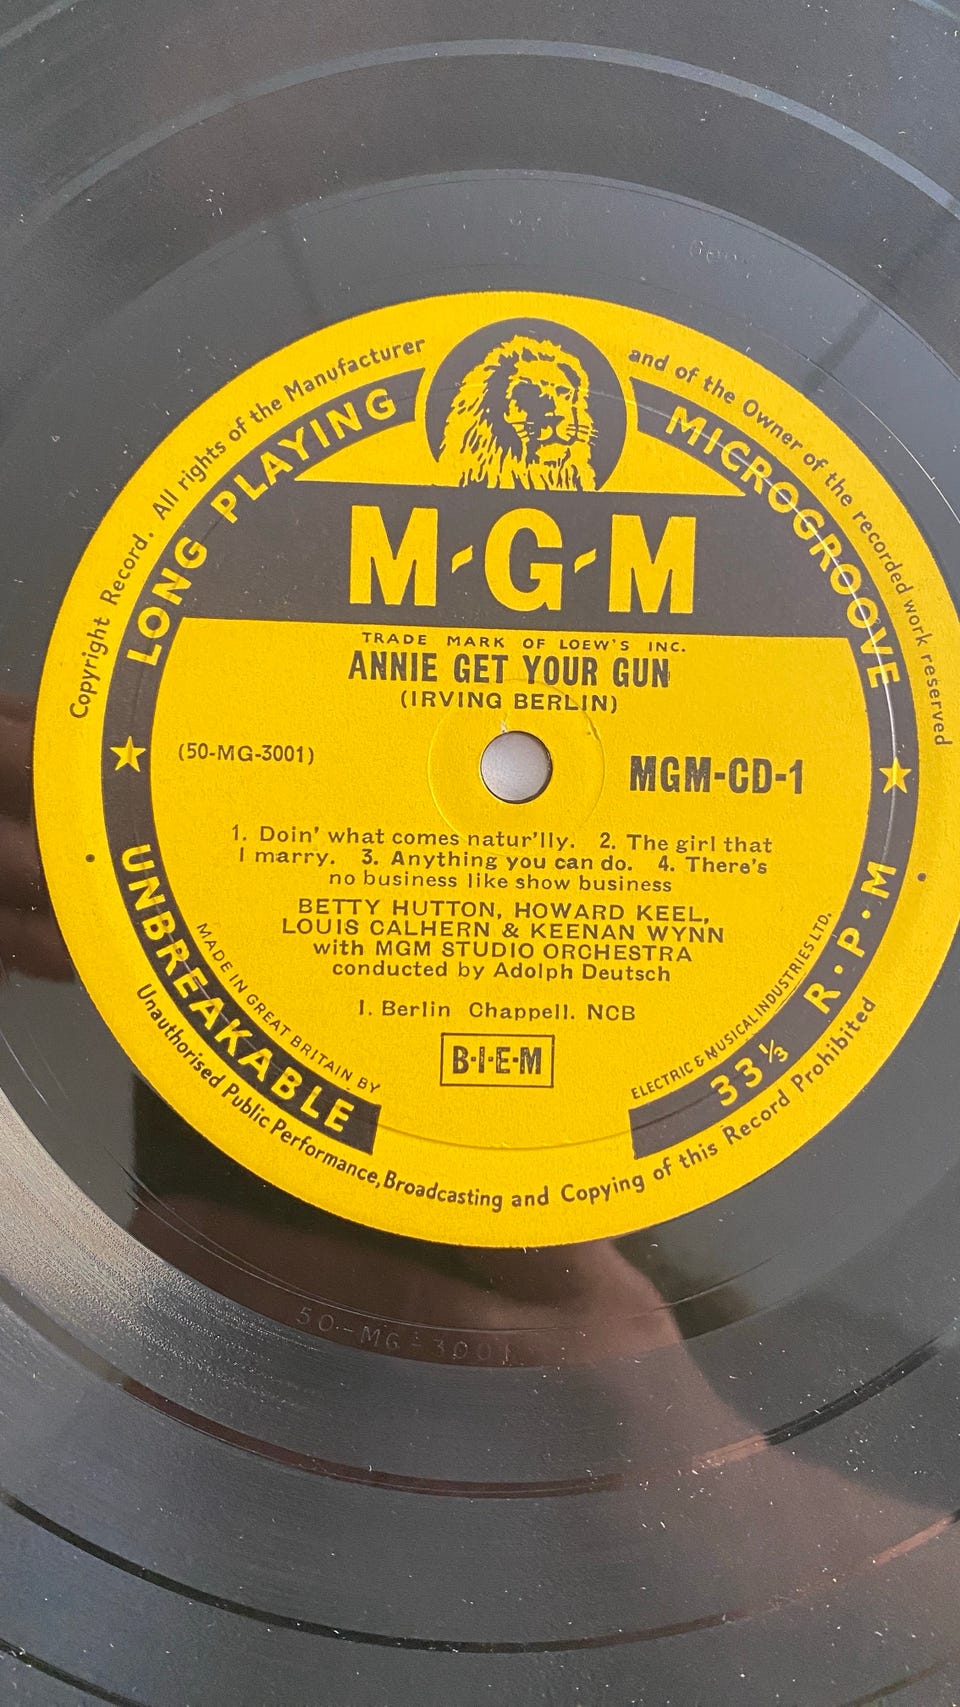 Copyright Record. All rights of the Manufacturer and of the Owner of the recorded work reserved
LONG PLAYING MICROGROOVE
M-G-M
TRADE MARK OF LOEW'S INC.
ANNIE GET YOUR GUN
(IRVING BERLIN)
(50-MG-3001)
MGM-CD-1
1. Doin' what comes natur'lly. 2. The girl that
I marry. 3. Anything you can do. 4. There's
no business like show business
BETTY HUTTON, HOWARD KEEL,
LOUIS CALHERN & KEENAN WYNN
with MGM STUDIO ORCHESTRA
conducted by Adolph Deutsch
I. Berlin Chappell. NCB
B·I·E·M
MADE IN GREAT BRITAIN BY ELECTRIC & MUSICAL INDUSTRIES LTD.
UNBREAKABLE
33⅓ R·P·M
Unauthorised Public Performance, Broadcasting and Copying of this Record Prohibited
50-MG-3001